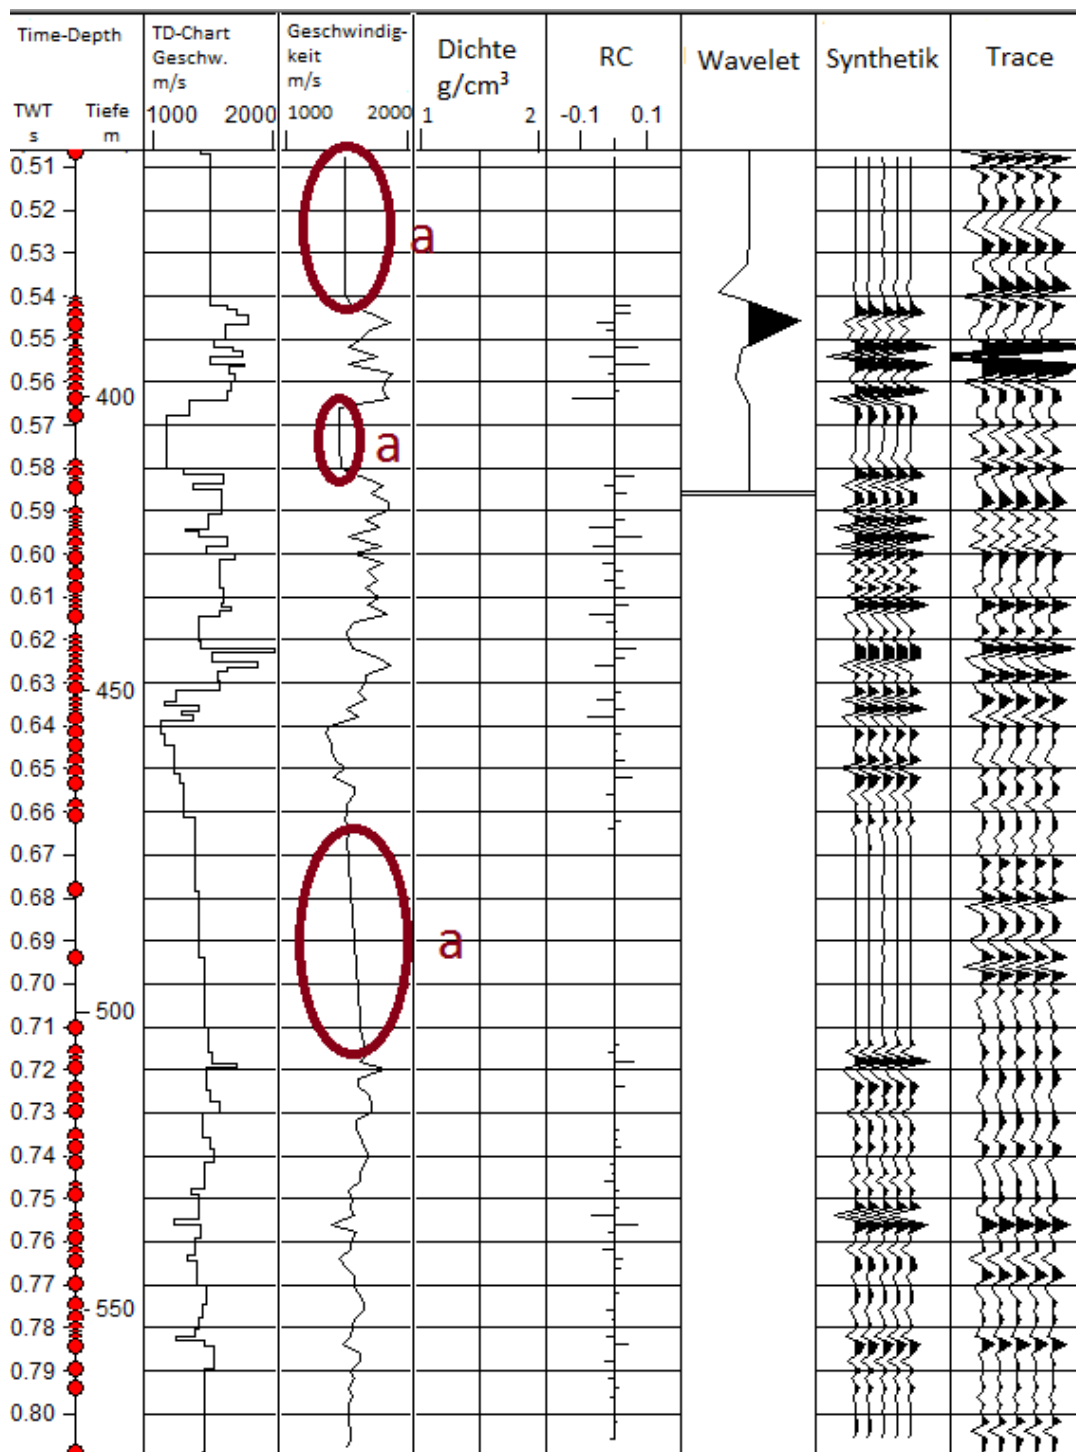 Time-Depth
TWT Tiefe
s m
TD-Chart
Geschw.
m/s
1000 2000
Geschwindig-
keit
m/s
1000 2000
Dichte
g/cm³
1 2
RC
-0.1 0.1
Wavelet
Synthetik
Trace
0.51
0.52
a
0.53
0.54
0.55
0.56
400
0.57
a
0.58
0.59
0.60
0.61
0.62
0.63
450
0.64
0.65
0.66
0.67
0.68
0.69
a
0.70
500
0.71
0.72
0.73
0.74
0.75
0.76
0.77
550
0.78
0.79
0.80